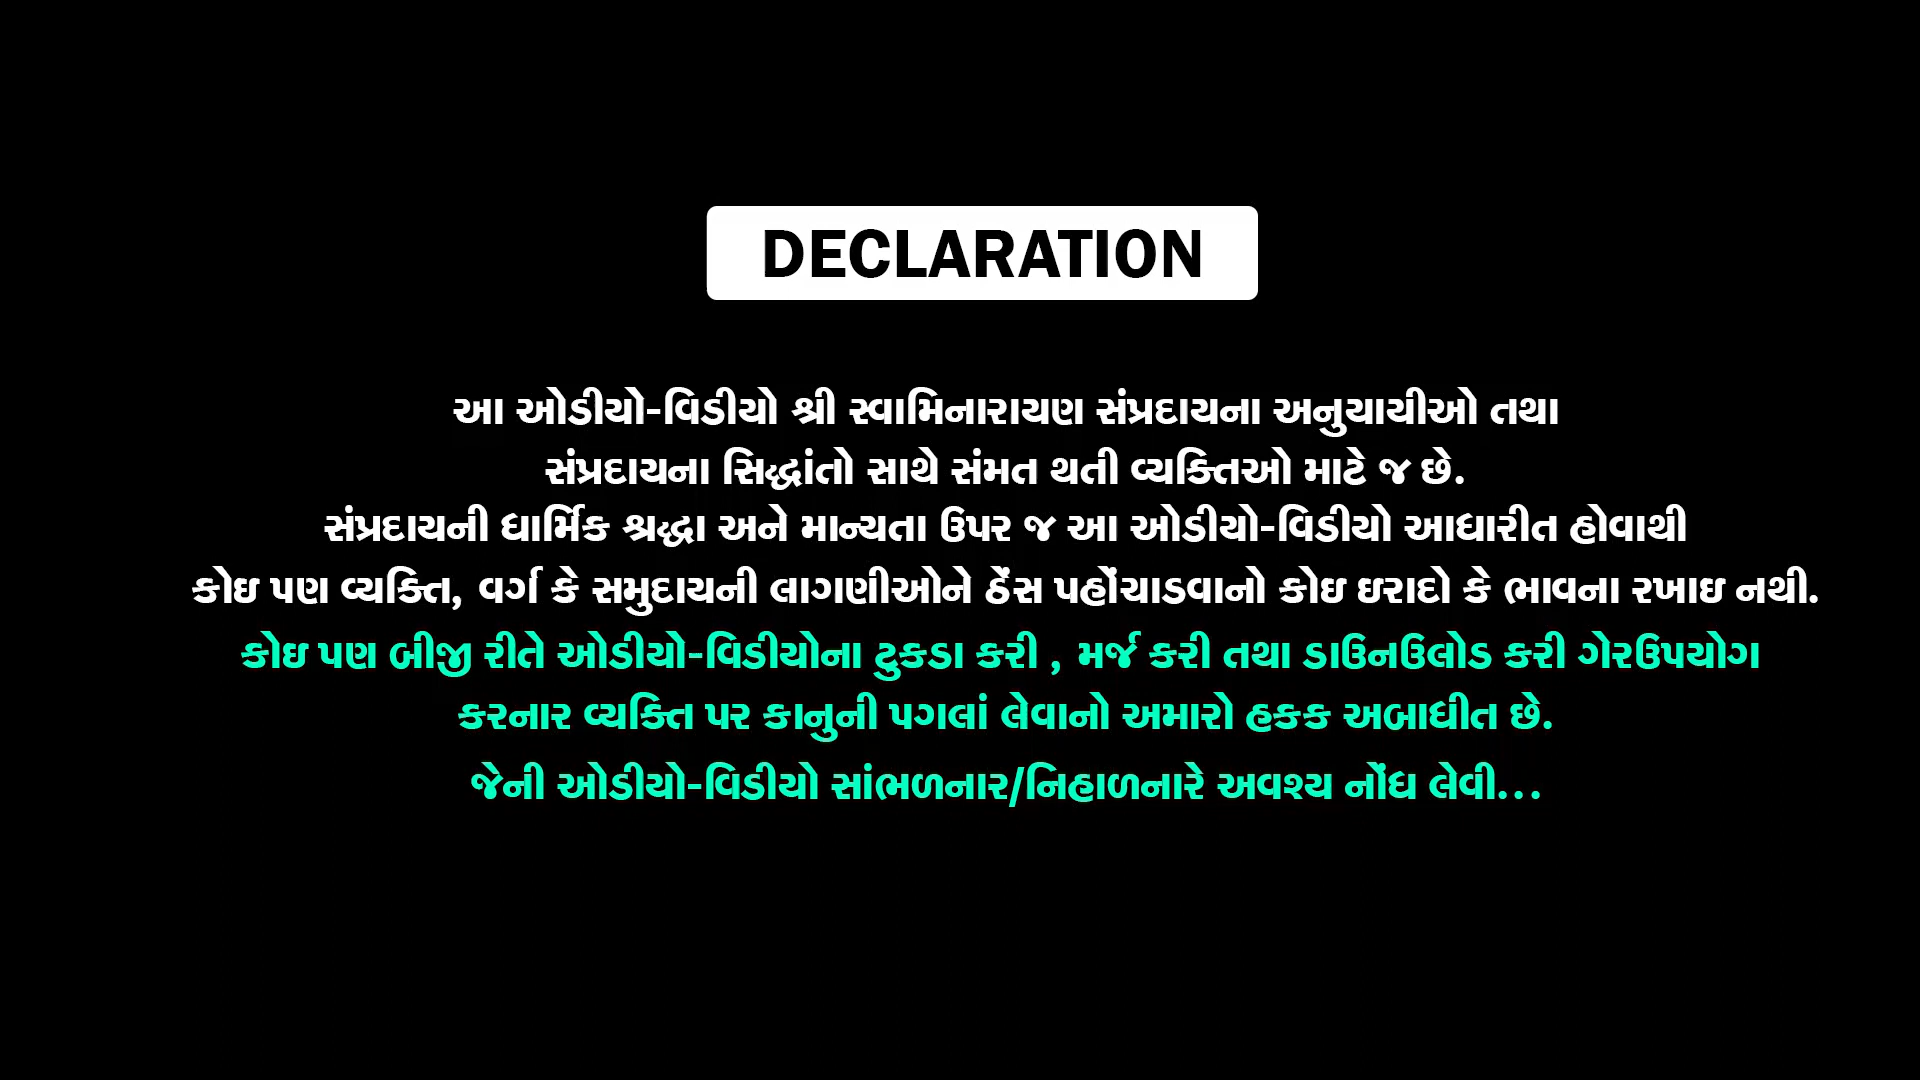 DECLARATION
આ ઓડીયો-વિડીયો શ્રી સ્વામિનારાયણ સંપ્રદાયના અનુયાયીઓ તથા
સંપ્રદાયના સિદ્ધાંતો સાથે સંમત થતી વ્યક્તિઓ માટે જ છે.
સંપ્રદાયની ધાર્મિક શ્રદ્ધા અને માન્યતા ઉપર જ આ ઓડીયો-વિડીયો આધારીત હોવાથી
કોઇ પણ વ્યક્તિ, વર્ગ કે સમુદાયની લાગણીઓને ઠેંસ પહોંચાડવાનો કોઇ ઇરાદો કે ભાવના રખાઇ નથી.
કોઇ પણ બીજી રીતે ઓડીયો-વિડીયોના ટુકડા કરી , મર્જ કરી તથા ડાઉનઉલોડ કરી ગેરઉપયોગ
કરનાર વ્યક્તિ પર કાનુની પગલાં લેવાનો અમારો હકક અબાધીત છે.
જેની ઓડીયો-વિડીયો સાંભળનાર/નિહાળનારે અવશ્ય નોંધ લેવી...